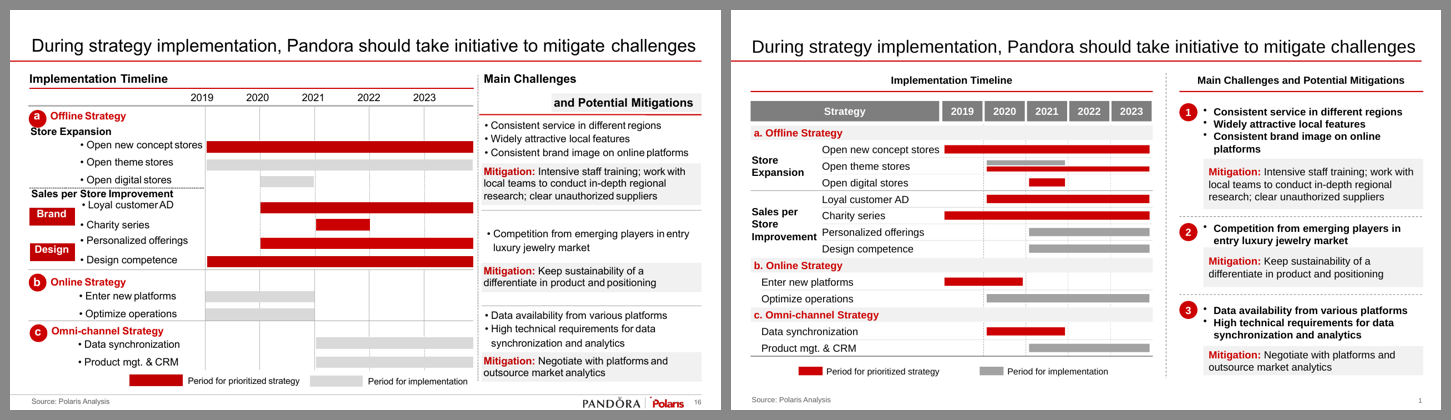 During strategy implementation, Pandora should take initiative to mitigate challenges
Implementation Timeline
2019 2020 2021 2022 2023
a Offline Strategy
Store Expansion
• Open new concept stores
• Open theme stores
• Open digital stores
Sales per Store Improvement
• Loyal customer AD
Brand
• Charity series
• Personalized offerings
Design
• Design competence
b Online Strategy
• Enter new platforms
• Optimize operations
c Omni-channel Strategy
• Data synchronization
• Product mgt. & CRM
Period for prioritized strategy
Period for implementation
Main Challenges
and Potential Mitigations
• Consistent service in different regions
• Widely attractive local features
• Consistent brand image on online platforms
Mitigation: Intensive staff training; work with
local teams to conduct in-depth regional
research; clear unauthorized suppliers
• Competition from emerging players in entry
luxury jewelry market
Mitigation: Keep sustainability of a
differentiate in product and positioning
• Data availability from various platforms
• High technical requirements for data
synchronization and analytics
Mitigation: Negotiate with platforms and
outsource market analytics
Source: Polaris Analysis
PANDÖRA
Polaris
16
During strategy implementation, Pandora should take initiative to mitigate challenges
Implementation Timeline
Strategy 2019 2020 2021 2022 2023
a. Offline Strategy
Store
Expansion
Open new concept stores
Open theme stores
Open digital stores
Sales per
Store
Improvement
Loyal customer AD
Charity series
Personalized offerings
Design competence
b. Online Strategy
Enter new platforms
Optimize operations
c. Omni-channel Strategy
Data synchronization
Product mgt. & CRM
Period for prioritized strategy
Period for implementation
Main Challenges and Potential Mitigations
1
• Consistent service in different regions
• Widely attractive local features
• Consistent brand image on online
platforms
Mitigation: Intensive staff training; work with
local teams to conduct in-depth regional
research; clear unauthorized suppliers
2
• Competition from emerging players in
entry luxury jewelry market
Mitigation: Keep sustainability of a
differentiate in product and positioning
3
• Data availability from various platforms
• High technical requirements for data
synchronization and analytics
Mitigation: Negotiate with platforms and
outsource market analytics
Source: Polaris Analysis
1